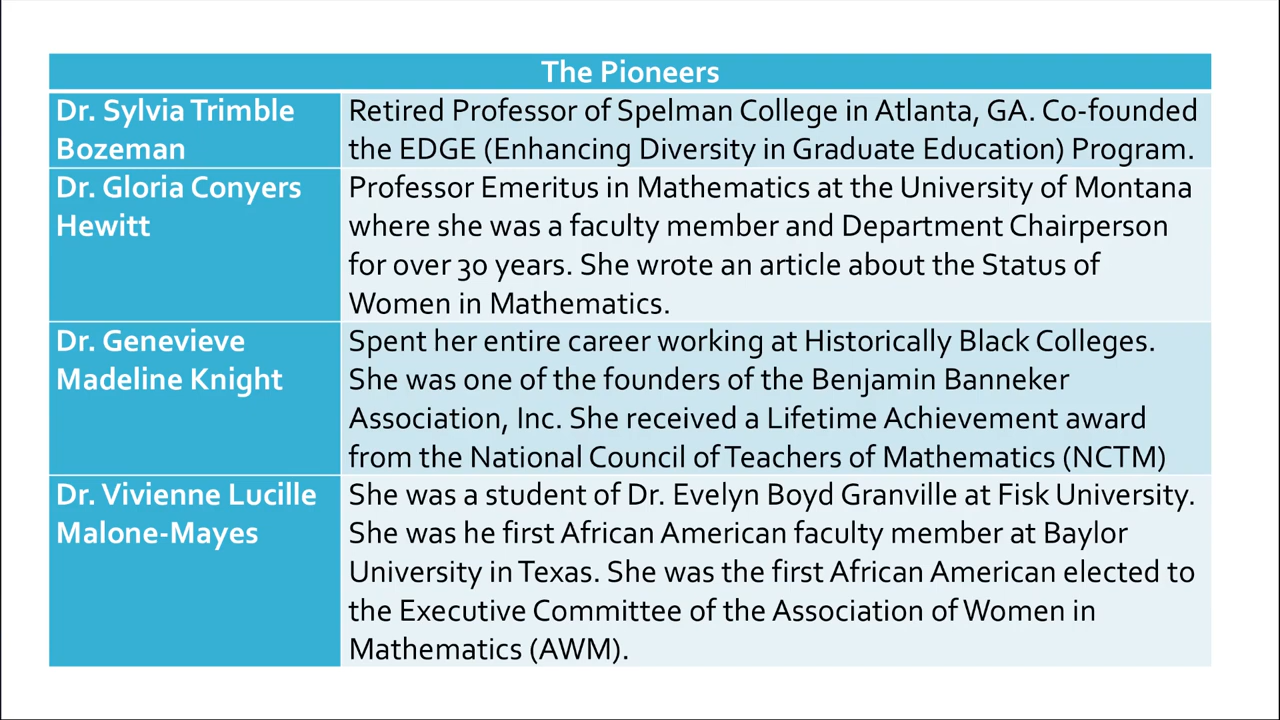 The Pioneers
Dr. Sylvia Trimble
Bozeman
Retired Professor of Spelman College in Atlanta, GA. Co-founded
the EDGE (Enhancing Diversity in Graduate Education) Program.
Dr. Gloria Conyers
Hewitt
Professor Emeritus in Mathematics at the University of Montana
where she was a faculty member and Department Chairperson
for over 30 years. She wrote an article about the Status of
Women in Mathematics.
Dr. Genevieve
Madeline Knight
Spent her entire career working at Historically Black Colleges.
She was one of the founders of the Benjamin Banneker
Association, Inc. She received a Lifetime Achievement award
from the National Council of Teachers of Mathematics (NCTM)
Dr. Vivienne Lucille
Malone-Mayes
She was a student of Dr. Evelyn Boyd Granville at Fisk University.
She was he first African American faculty member at Baylor
University in Texas. She was the first African American elected to
the Executive Committee of the Association of Women in
Mathematics (AWM).